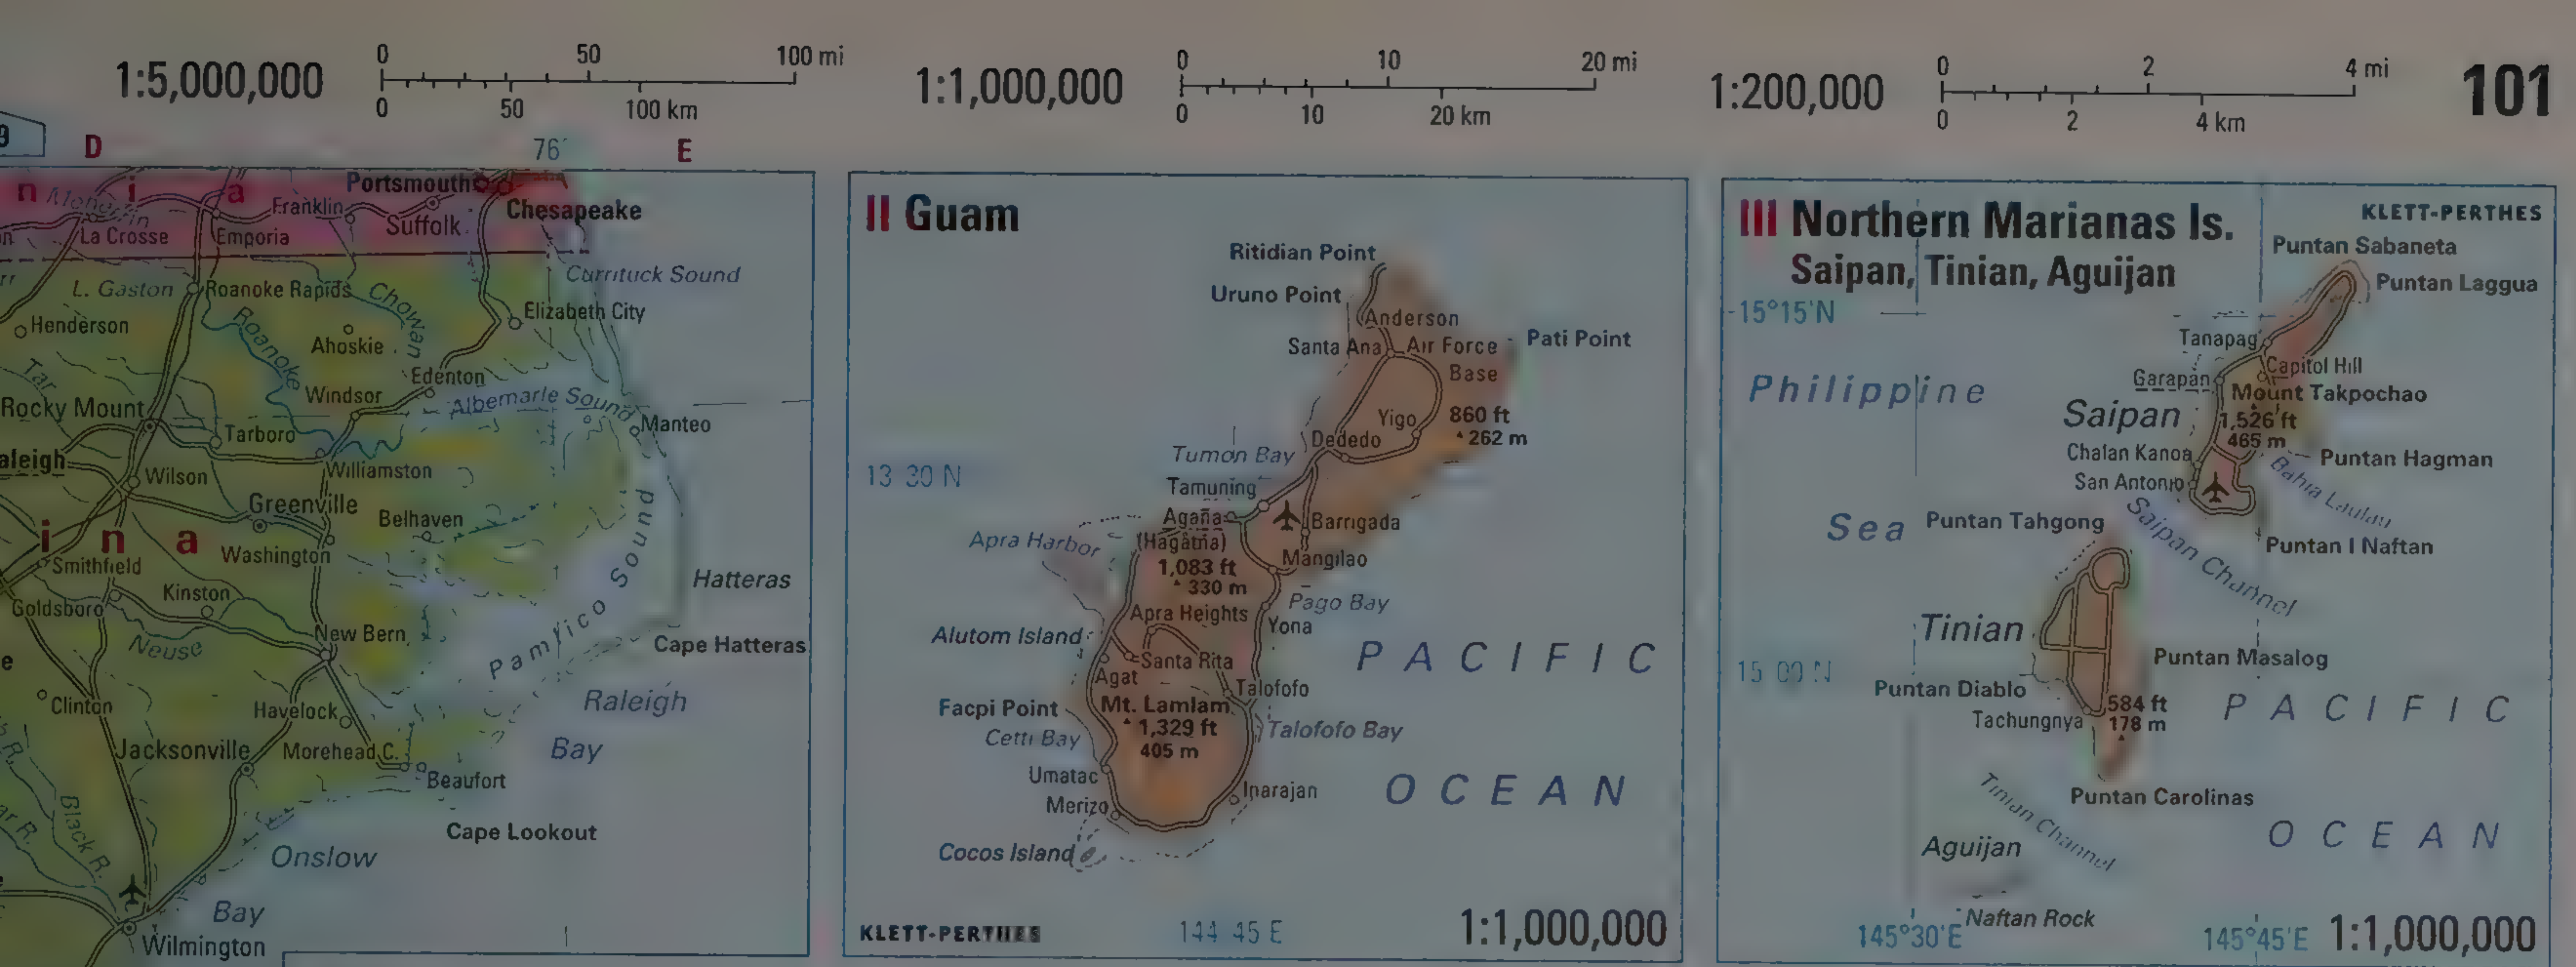 1:5,000,000
0 50 100 mi
0 50 100 km
1:1,000,000
0 10 20 mi
0 10 20 km
1:200,000
0 2 4 mi
0 2 4 km
101
D
76°
E
n i a
Portsmouth
Franklin
Suffolk
Chesapeake
La Crosse
Emporia
Currituck Sound
L. Gaston
Roanoke Rapids
Chowan
Elizabeth City
Henderson
Roanoke
Ahoskie
Tar
Edenton
Windsor
Albemarle Sound
Rocky Mount
Manteo
Tarboro
aleigh
Williamston
Wilson
Greenville
Belhaven
i n a
Washington
Smithfield
Hatteras
Kinston
Goldsboro
Pamlico Sound
New Bern
Neuse
Cape Hatteras
Clinton
Havelock
Raleigh
Bay
Jacksonville
Morehead C.
Beaufort
Black R.
Cape Lookout
Onslow
Bay
Wilmington
II Guam
Ritidian Point
Uruno Point
Anderson
Air Force
Base
Santa Ana
Pati Point
Yigo
860 ft
262 m
Dededo
Tumon Bay
13 30 N
Tamuning
Agaña
(Hagåtña)
Barrigada
Apra Harbor
Mangilao
1,083 ft
330 m
Pago Bay
Apra Heights
Yona
Alutom Island
PACIFIC
Santa Rita
Agat
Talofofo
Mt. Lamlam
1,329 ft
405 m
Facpi Point
Cetti Bay
Talofofo Bay
Umatac
Inarajan
OCEAN
Merizo
Cocos Island
KLETT-PERTHES
144 45 E
1:1,000,000
III Northern Marianas Is.
Saipan, Tinian, Aguijan
KLETT-PERTHES
Puntan Sabaneta
Puntan Laggua
15°15'N
Tanapag
Capitol Hill
Garapan
Mount Takpochao
1,526 ft
465 m
Philippine
Saipan
Chalan Kanoa
Puntan Hagman
San Antonio
Bahia Laulau
Sea
Puntan Tahgong
Saipan Channel
Puntan I Naftan
Tinian
Puntan Masalog
15 00 N
Puntan Diablo
584 ft
178 m
Tachungnya
PACIFIC
Puntan Carolinas
Tinian Channel
OCEAN
Aguijan
Naftan Rock
145°30'E
145°45'E
1:1,000,000